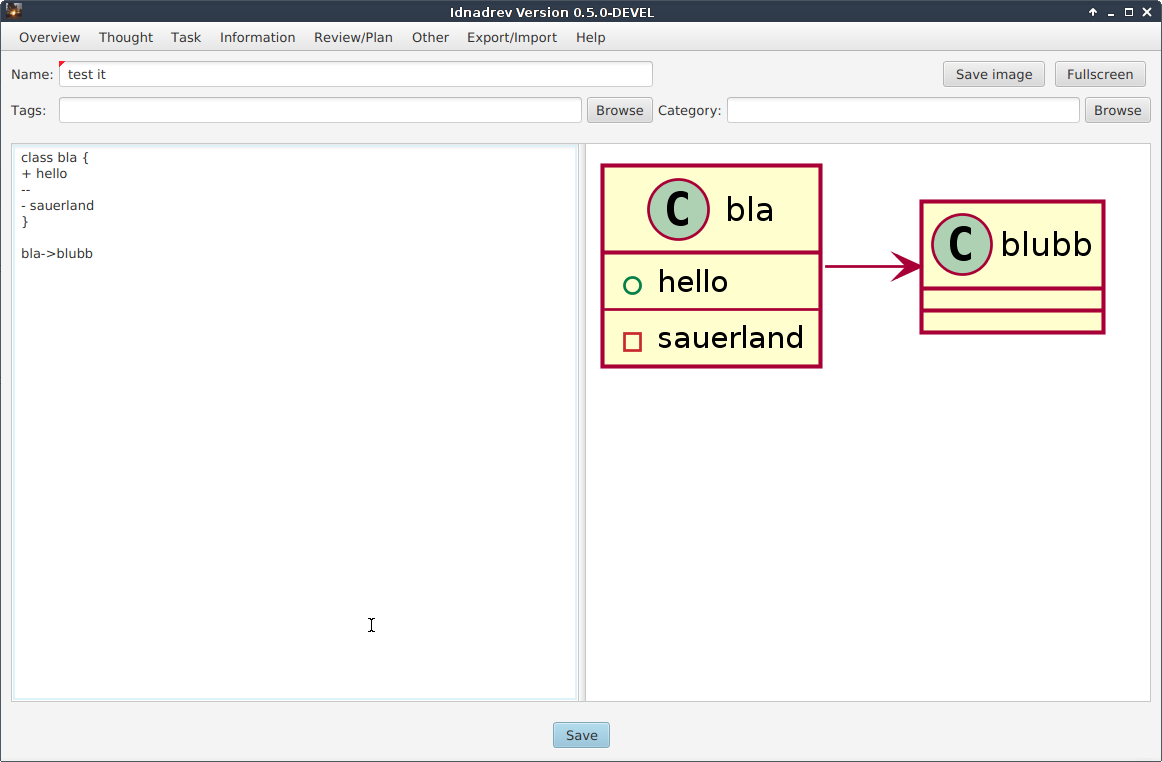 Idnadrev Version 0.5.0-DEVEL
Overview Thought Task Information Review/Plan Other Export/Import Help
Name: test it Save image Fullscreen
Tags: Browse Category: Browse
class bla {
+ hello
--
- sauerland
}
bla->blubb
C bla
hello
sauerland
C blubb
Save